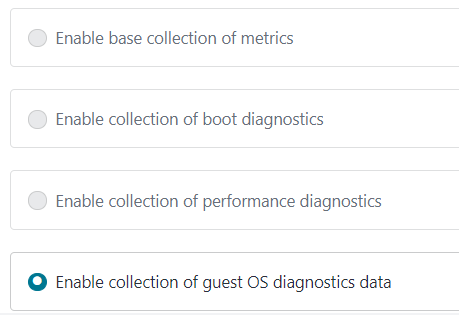 Enable base collection of metrics
Enable collection of boot diagnostics
Enable collection of performance diagnostics
Enable collection of guest OS diagnostics data